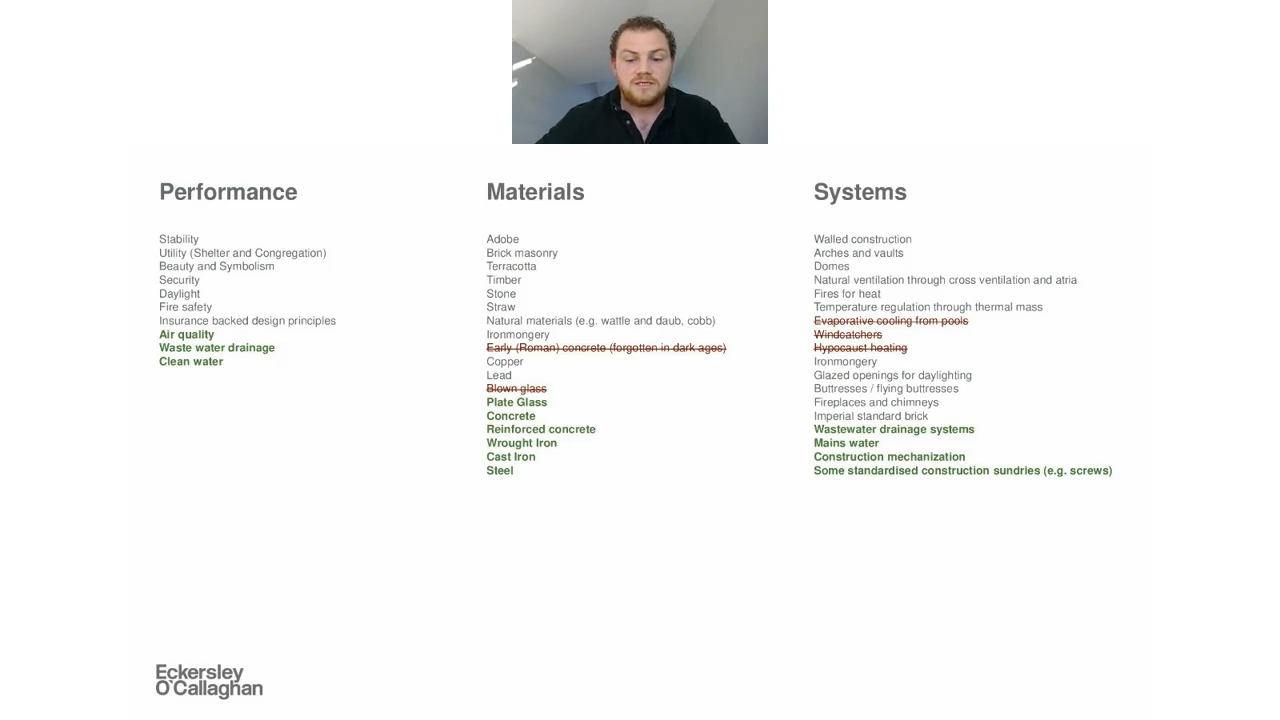 Performance
Stability
Utility (Shelter and Congregation)
Beauty and Symbolism
Security
Daylight
Fire safety
Insurance backed design principles
Air quality
Waste water drainage
Clean water
Materials
Adobe
Brick masonry
Terracotta
Timber
Stone
Straw
Natural materials (e.g. wattle and daub, cobb)
Ironmongery
Early (Roman) concrete (forgotten in dark ages)
Copper
Lead
Blown glass
Plate Glass
Concrete
Reinforced concrete
Wrought Iron
Cast Iron
Steel
Systems
Walled construction
Arches and vaults
Domes
Natural ventilation through cross ventilation and atria
Fires for heat
Temperature regulation through thermal mass
Evaporative cooling from pools
Windcatchers
Hypocaust heating
Ironmongery
Glazed openings for daylighting
Buttresses / flying buttresses
Fireplaces and chimneys
Imperial standard brick
Wastewater drainage systems
Mains water
Construction mechanization
Some standardised construction sundries (e.g. screws)
Eckersley
O'Callaghan